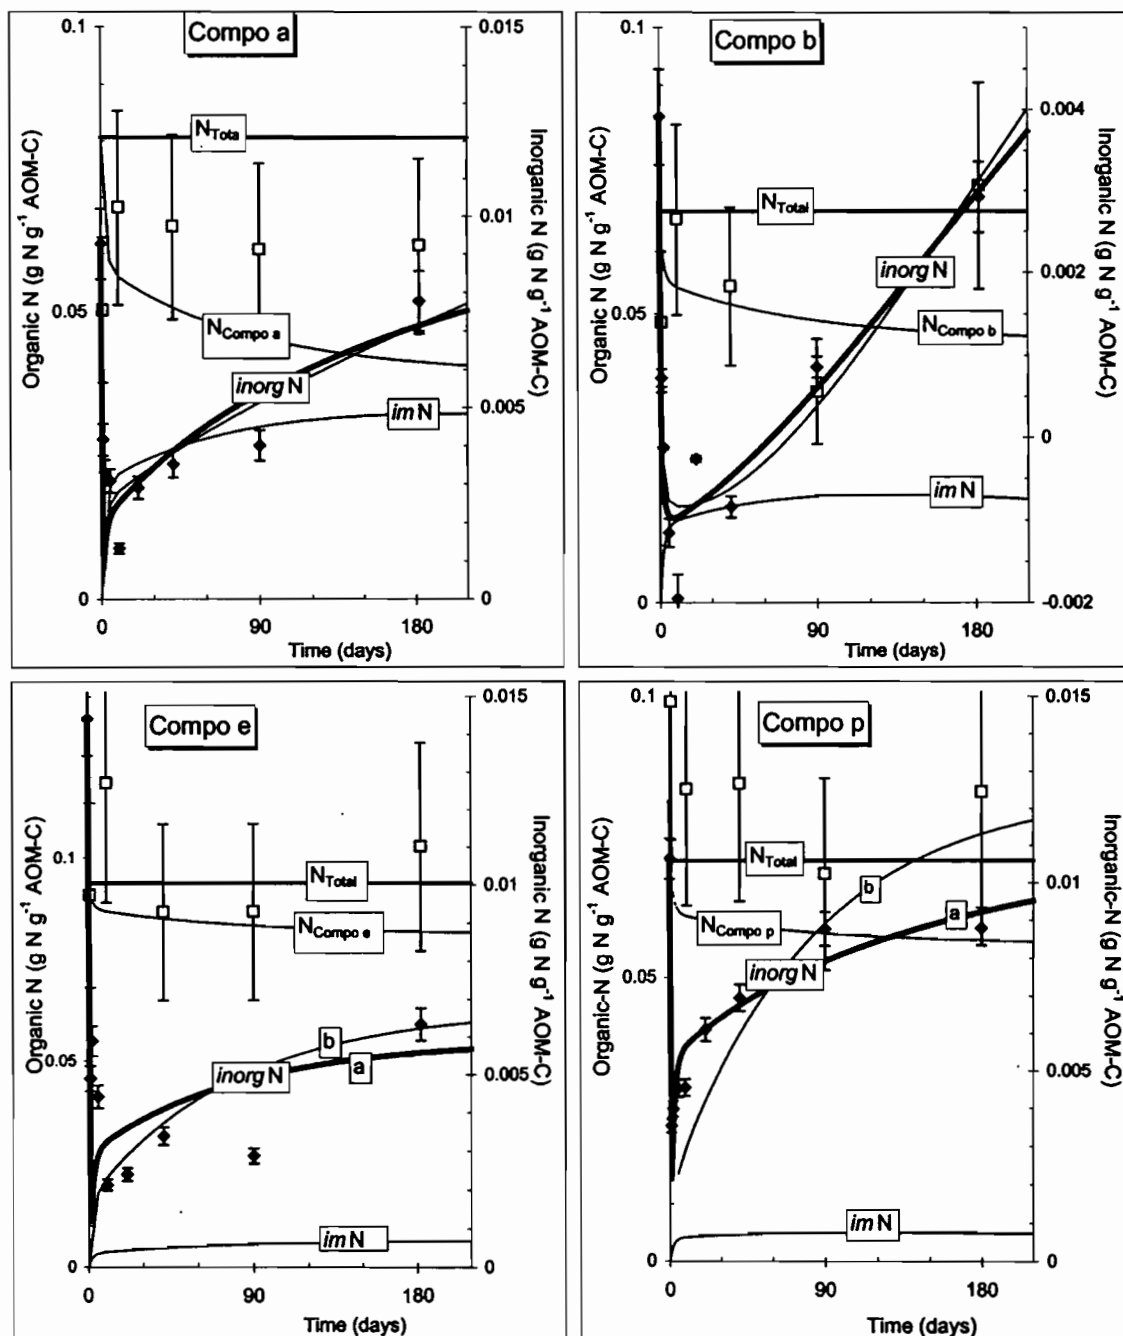 Compo a
0.1
0.05
0
0.015
0.010
0.005
0
0
90
180
Time (days)
Organic N (g N g-1 AOM-C)
Inorganic N (g N g-1 AOM-C)
NTota
NCompo a
inorg N
im N
Compo b
0.1
0.05
0
0.004
0.002
0
-0.002
0
90
180
Time (days)
Organic N (g N g-1 AOM-C)
Inorganic N (g N g-1 AOM-C)
NTotal
inorg N
NCompo b
im N
Compo e
0.1
0.05
0
0.015
0.010
0.005
0
0
90
180
Time (days)
Organic N (g N g-1 AOM-C)
Inorganic N (g N g-1 AOM-C)
NTotal
NCompo e
b
inorg N
a
im N
Compo p
0.1
0.05
0
0.015
0.010
0.005
0
0
90
180
Time (days)
Organic-N (g N g-1 AOM-C)
Inorganic-N (g N g-1 AOM-C)
NTotal
b
NCompo p
a
inorg N
im N